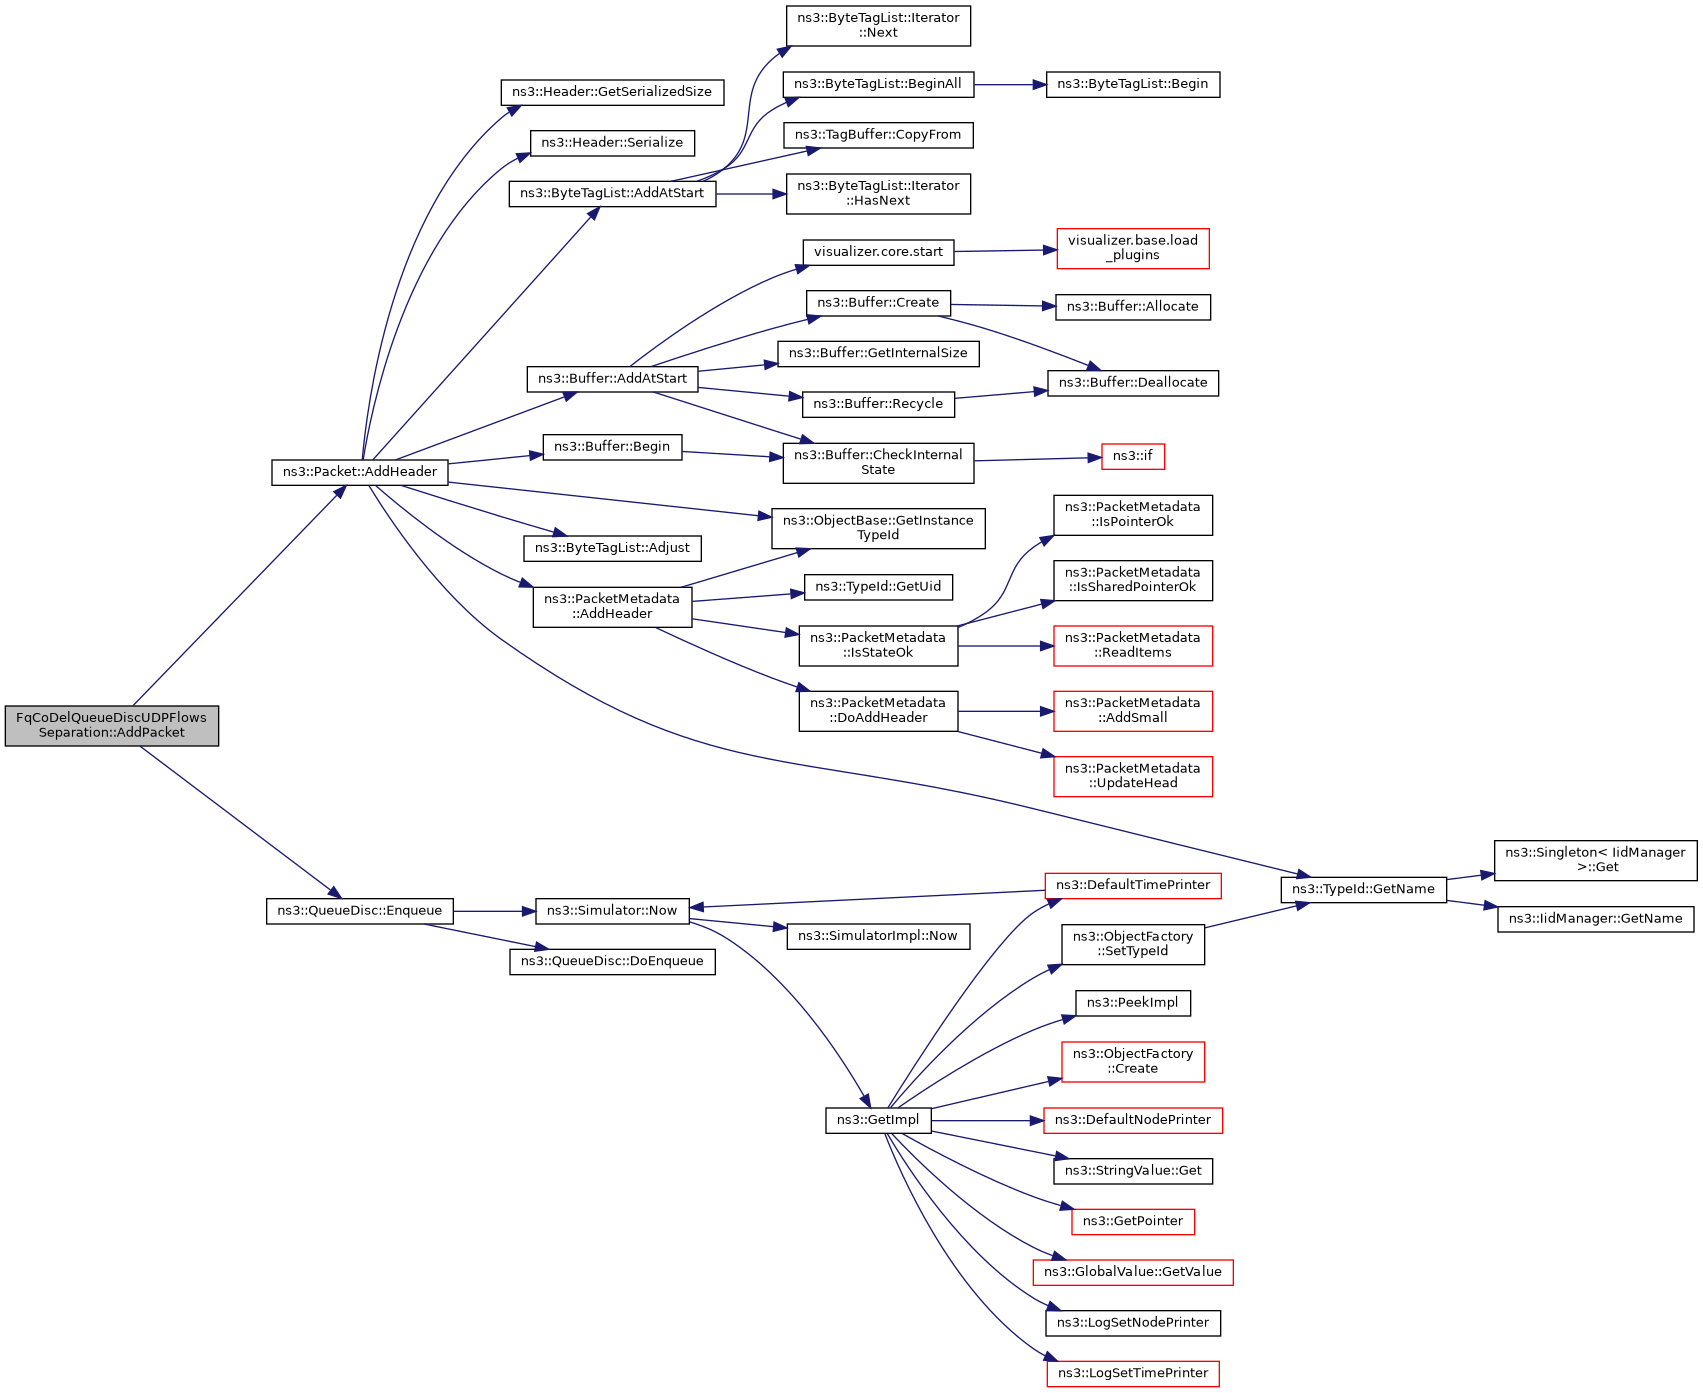 ns3::ByteTagList::Iterator
::Next
ns3::Header::GetSerializedSize
ns3::ByteTagList::BeginAll
ns3::ByteTagList::Begin
ns3::Header::Serialize
ns3::TagBuffer::CopyFrom
ns3::ByteTagList::AddAtStart
ns3::ByteTagList::Iterator
::HasNext
visualizer.core.start
visualizer.base.load
_plugins
ns3::Buffer::Create
ns3::Buffer::Allocate
ns3::Buffer::GetInternalSize
ns3::Buffer::AddAtStart
ns3::Buffer::Deallocate
ns3::Buffer::Recycle
ns3::Buffer::Begin
ns3::Buffer::CheckInternal
State
ns3::if
ns3::Packet::AddHeader
ns3::ObjectBase::GetInstance
TypeId
ns3::PacketMetadata
::IsPointerOk
ns3::ByteTagList::Adjust
ns3::TypeId::GetUid
ns3::PacketMetadata
::IsSharedPointerOk
ns3::PacketMetadata
::AddHeader
ns3::PacketMetadata
::IsStateOk
ns3::PacketMetadata
::ReadItems
ns3::PacketMetadata
::DoAddHeader
ns3::PacketMetadata
::AddSmall
FqCoDelQueueDiscUDPFlows
Separation::AddPacket
ns3::PacketMetadata
::UpdateHead
ns3::Singleton< IidManager
>::Get
ns3::DefaultTimePrinter
ns3::TypeId::GetName
ns3::QueueDisc::Enqueue
ns3::Simulator::Now
ns3::IidManager::GetName
ns3::SimulatorImpl::Now
ns3::ObjectFactory
::SetTypeId
ns3::QueueDisc::DoEnqueue
ns3::PeekImpl
ns3::ObjectFactory
::Create
ns3::GetImpl
ns3::DefaultNodePrinter
ns3::StringValue::Get
ns3::GetPointer
ns3::GlobalValue::GetValue
ns3::LogSetNodePrinter
ns3::LogSetTimePrinter